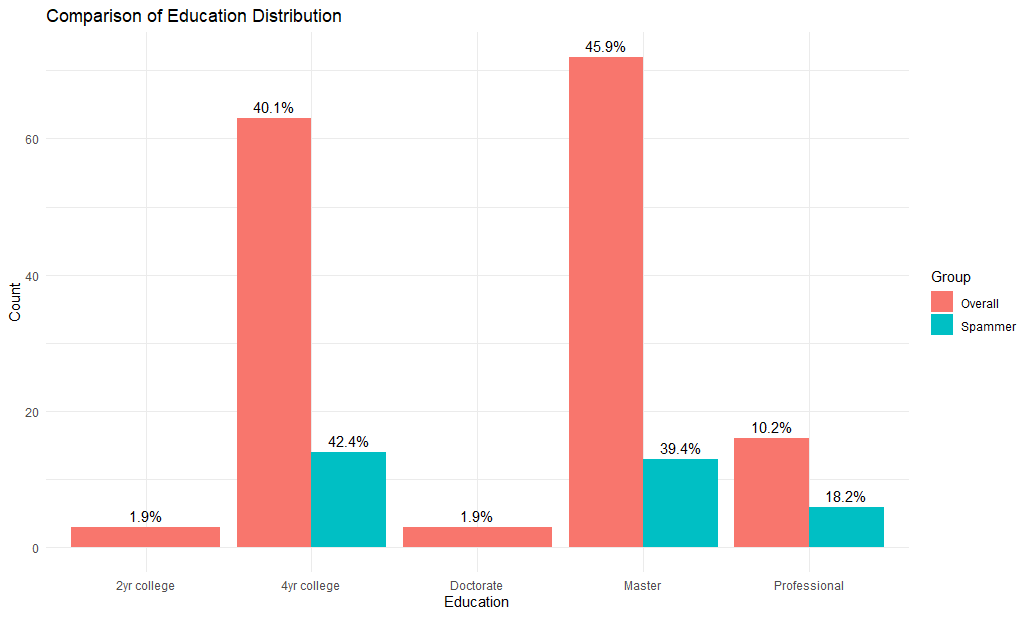 Comparison of Education Distribution
45.9%
40.1%
42.4%
39.4%
10.2%
18.2%
1.9%
1.9%
60
40
20
0
Count
2yr college
4yr college
Doctorate
Master
Professional
Education
Group
Overall
Spammer